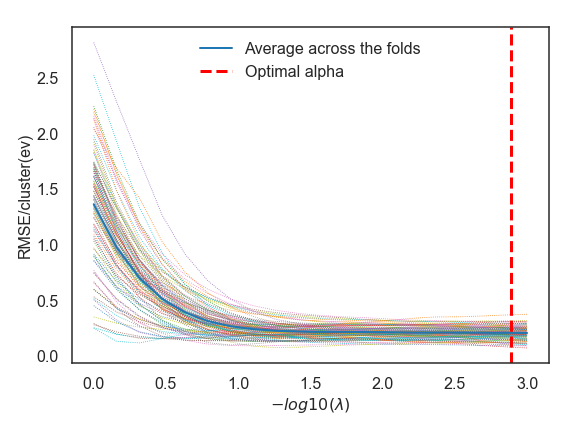 Average across the folds
Optimal alpha
RMSE/cluster(ev)
2.5
2.0
1.5
1.0
0.5
0.0
0.0 0.5 1.0 1.5 2.0 2.5 3.0
−log10(λ)